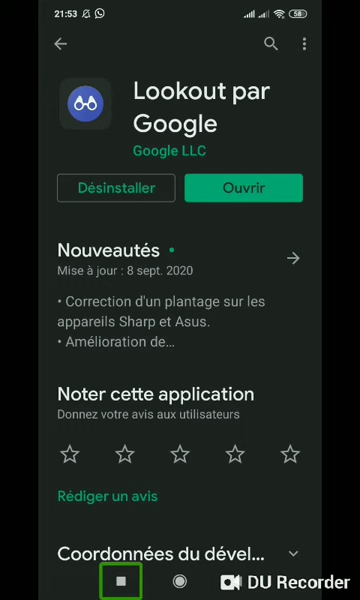 21:53
58
Lookout par
Google
Google LLC
Désinstaller
Ouvrir
Nouveautés •
Mise à jour : 8 sept. 2020
• Correction d'un plantage sur les
appareils Sharp et Asus.
• Amélioration de…
Noter cette application
Donnez votre avis aux utilisateurs
Rédiger un avis
Coordonnées du dével...
DU Recorder